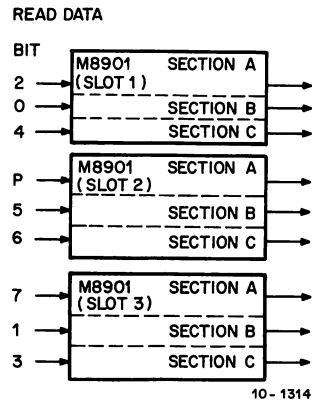 READ DATA
BIT
M8901 SECTION A
2 (SLOT 1)
0 SECTION B
4 SECTION C
M8901 SECTION A
P (SLOT 2)
5 SECTION B
6 SECTION C
M8901 SECTION A
7 (SLOT 3)
1 SECTION B
3 SECTION C
10-1314